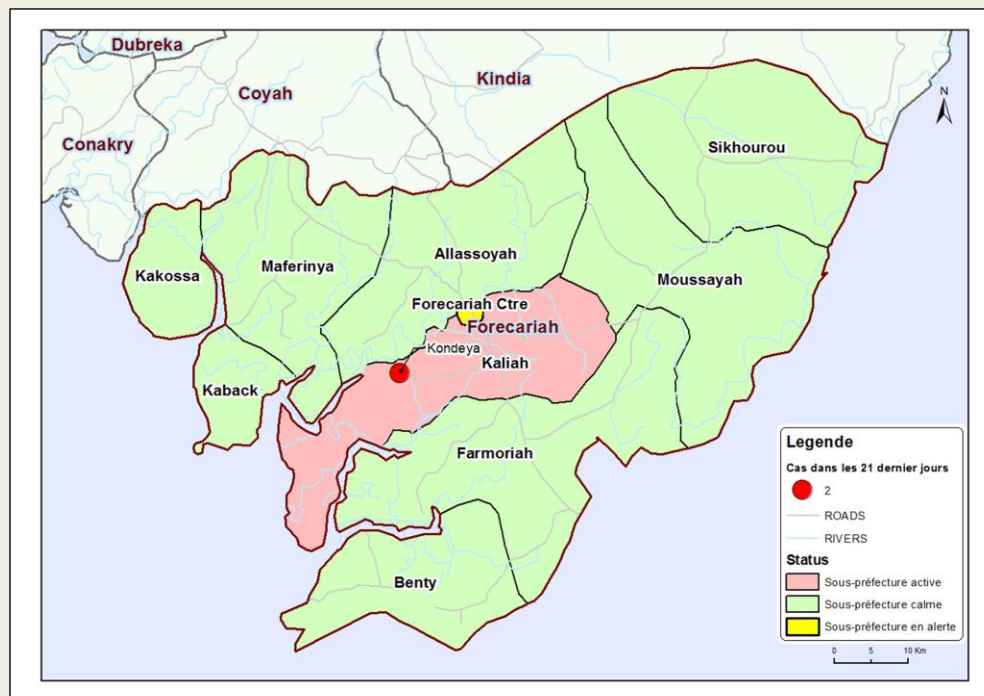 Dubreka
Coyah
Kindia
Conakry
N
Sikhourou
Kakossa
Maferinya
Allassoyah
Moussayah
Forecariah Ctre
Forecariah
Kondeya
Kaliah
Kaback
Farmoriah
Benty
Legende
Cas dans les 21 dernier jours
2
ROADS
RIVERS
Status
Sous-préfecture active
Sous-préfecture calme
Sous-préfecture en alerte
0 5 10 Km